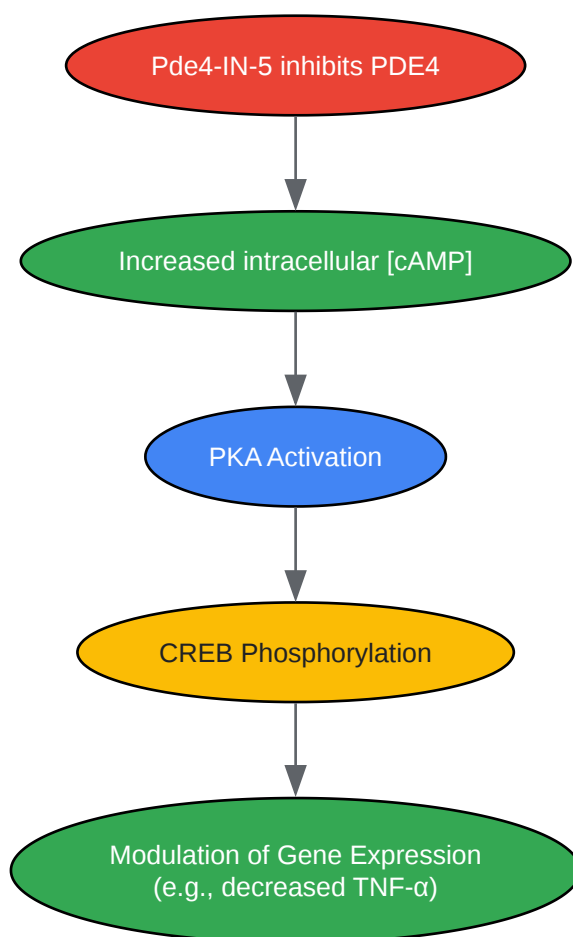 Pde4-IN-5 inhibits PDE4
Increased intracellular [cAMP]
PKA Activation
CREB Phosphorylation
Modulation of Gene Expression
(e.g., decreased TNF-α)